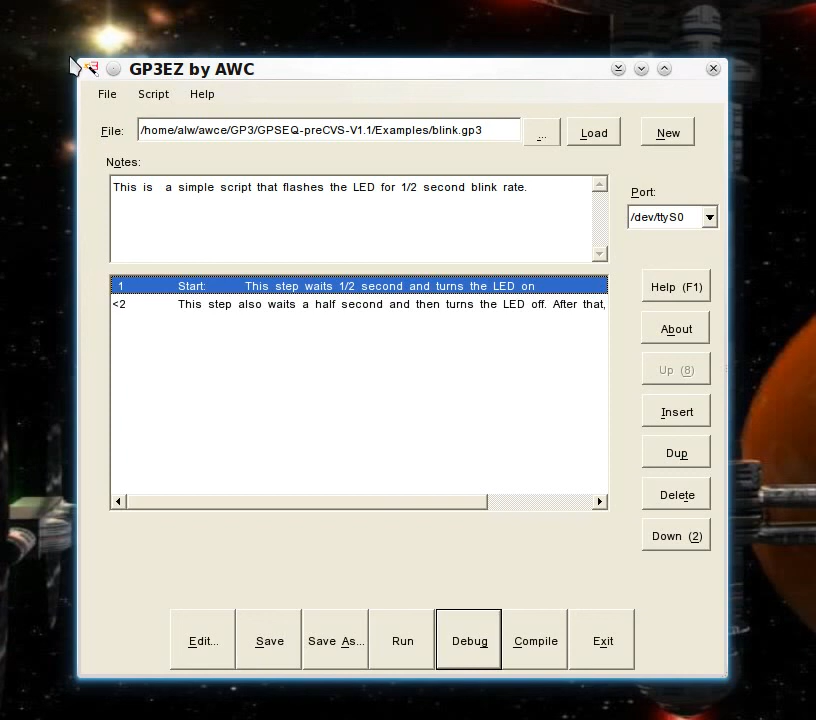 GP3EZ by AWC
File Script Help
File: /home/alw/awce/GP3/GPSEQ-preCVS-V1.1/Examples/blink.gp3 ... Load New
Notes:
This is a simple script that flashes the LED for 1/2 second blink rate.
Port:
/dev/ttyS0
1 Start: This step waits 1/2 second and turns the LED on
<2 This step also waits a half second and then turns the LED off. After that,
Help (F1)
About
Up (8)
Insert
Dup
Delete
Down (2)
Edit... Save Save As... Run Debug Compile Exit